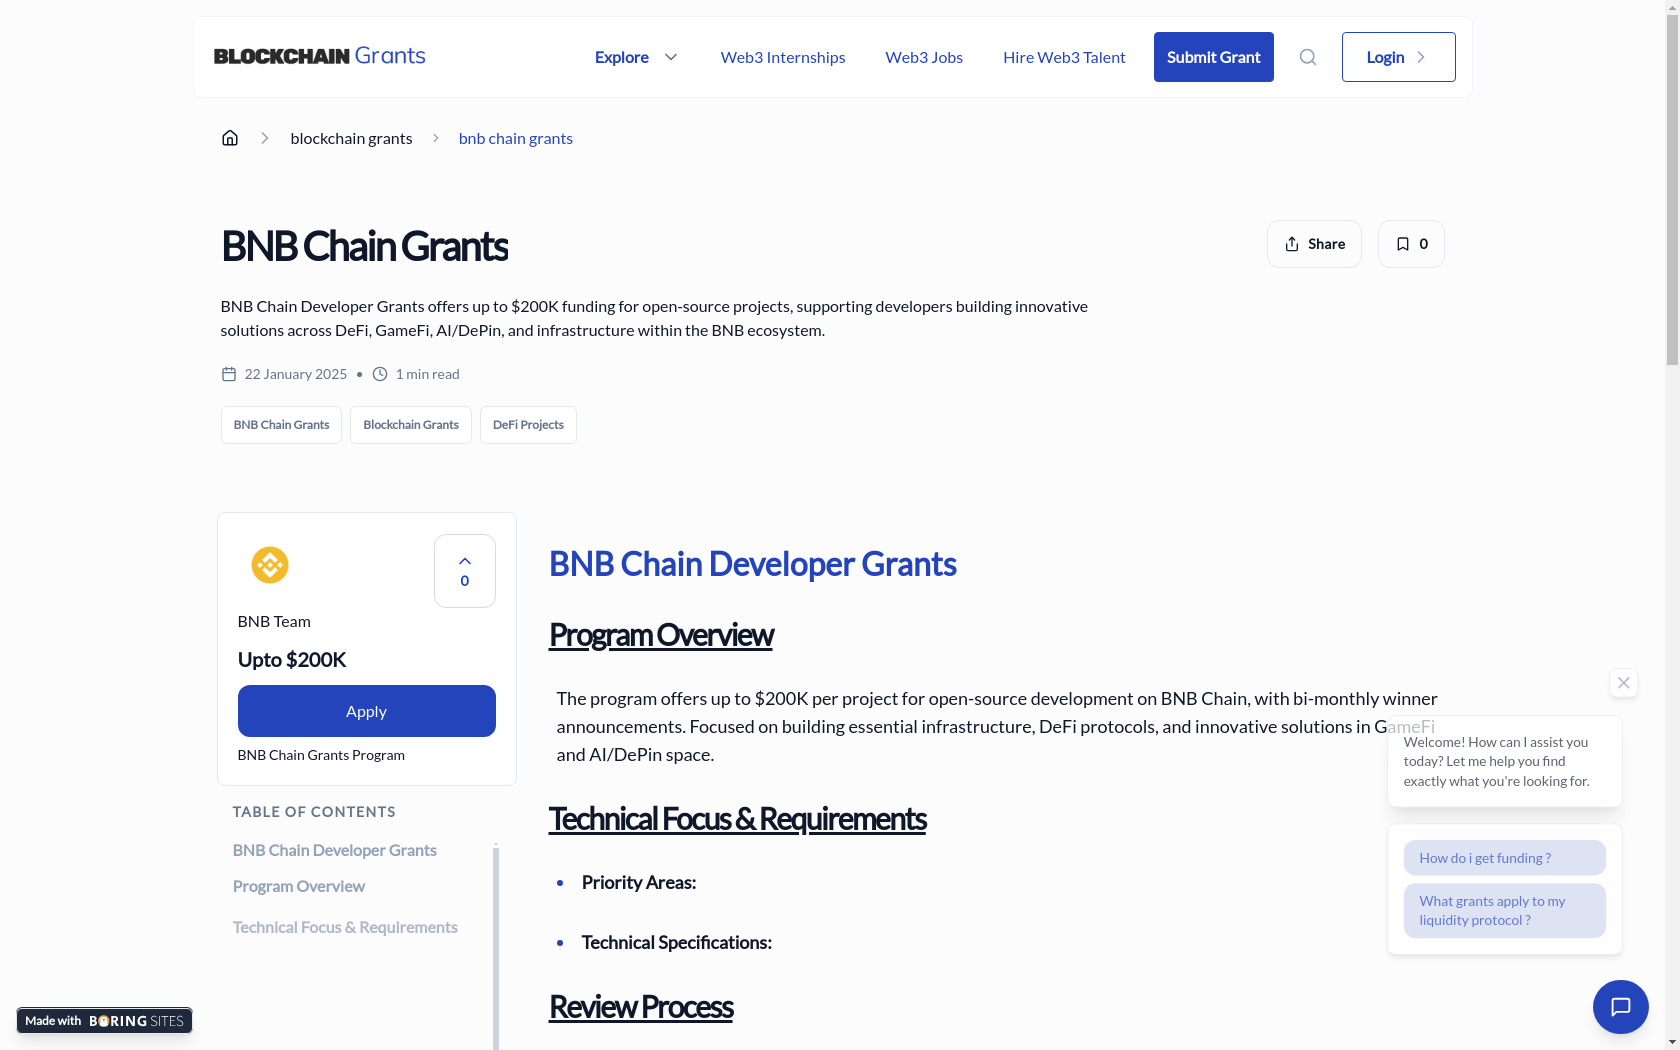 BLOCKCHAIN Grants
Explore
Web3 Internships
Web3 Jobs
Hire Web3 Talent
Submit Grant
Login
blockchain grants
bnb chain grants
BNB Chain Grants
Share
0
BNB Chain Developer Grants offers up to $200K funding for open-source projects, supporting developers building innovative
solutions across DeFi, GameFi, AI/DePin, and infrastructure within the BNB ecosystem.
22 January 2025 • 1 min read
BNB Chain Grants
Blockchain Grants
DeFi Projects
0
BNB Team
Upto $200K
Apply
BNB Chain Grants Program
TABLE OF CONTENTS
BNB Chain Developer Grants
Program Overview
Technical Focus & Requirements
BNB Chain Developer Grants
Program Overview
The program offers up to $200K per project for open-source development on BNB Chain, with bi-monthly winner
announcements. Focused on building essential infrastructure, DeFi protocols, and innovative solutions in GameFi
and AI/DePin space.
Technical Focus & Requirements
• Priority Areas:
• Technical Specifications:
Review Process
Welcome! How can I assist you
today? Let me help you find
exactly what you're looking for.
How do i get funding ?
What grants apply to my
liquidity protocol ?
Made with BORING SITES